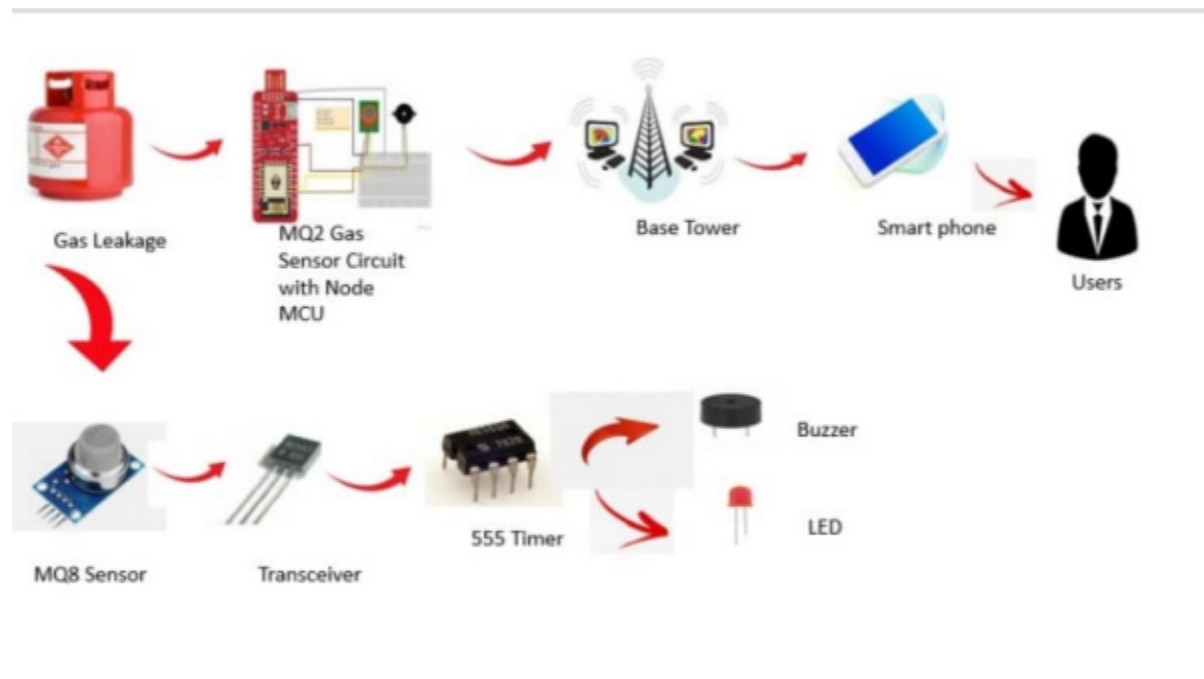 Gas Leakage
MQ2 Gas
Sensor Circuit
with Node
MCU
Base Tower
Smart phone
Users
MQ8 Sensor
Transceiver
555 Timer
Buzzer
LED